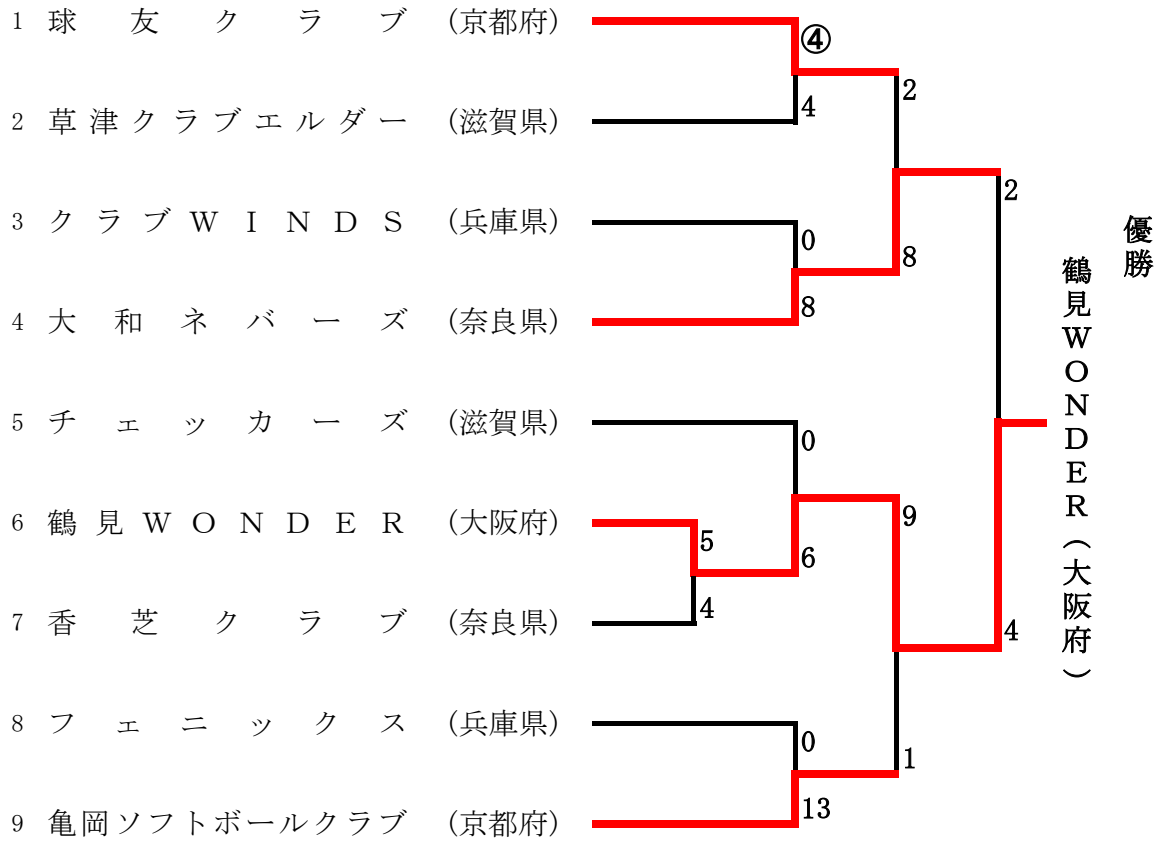 1 球友クラブ (京都府)
④
2 草津クラブエルダー (滋賀県)
4
2
3 クラブＷＩＮＤＳ (兵庫県)
0
8
4 大和ネバーズ (奈良県)
8
2
5 チェッカーズ (滋賀県)
0
6 鶴見ＷＯＮＤＥＲ (大阪府)
5
6
9
7 香芝クラブ (奈良県)
4
4
8 フェニックス (兵庫県)
0
1
9 亀岡ソフトボールクラブ (京都府)
13
優勝
鶴見ＷＯＮＤＥＲ（大阪府）